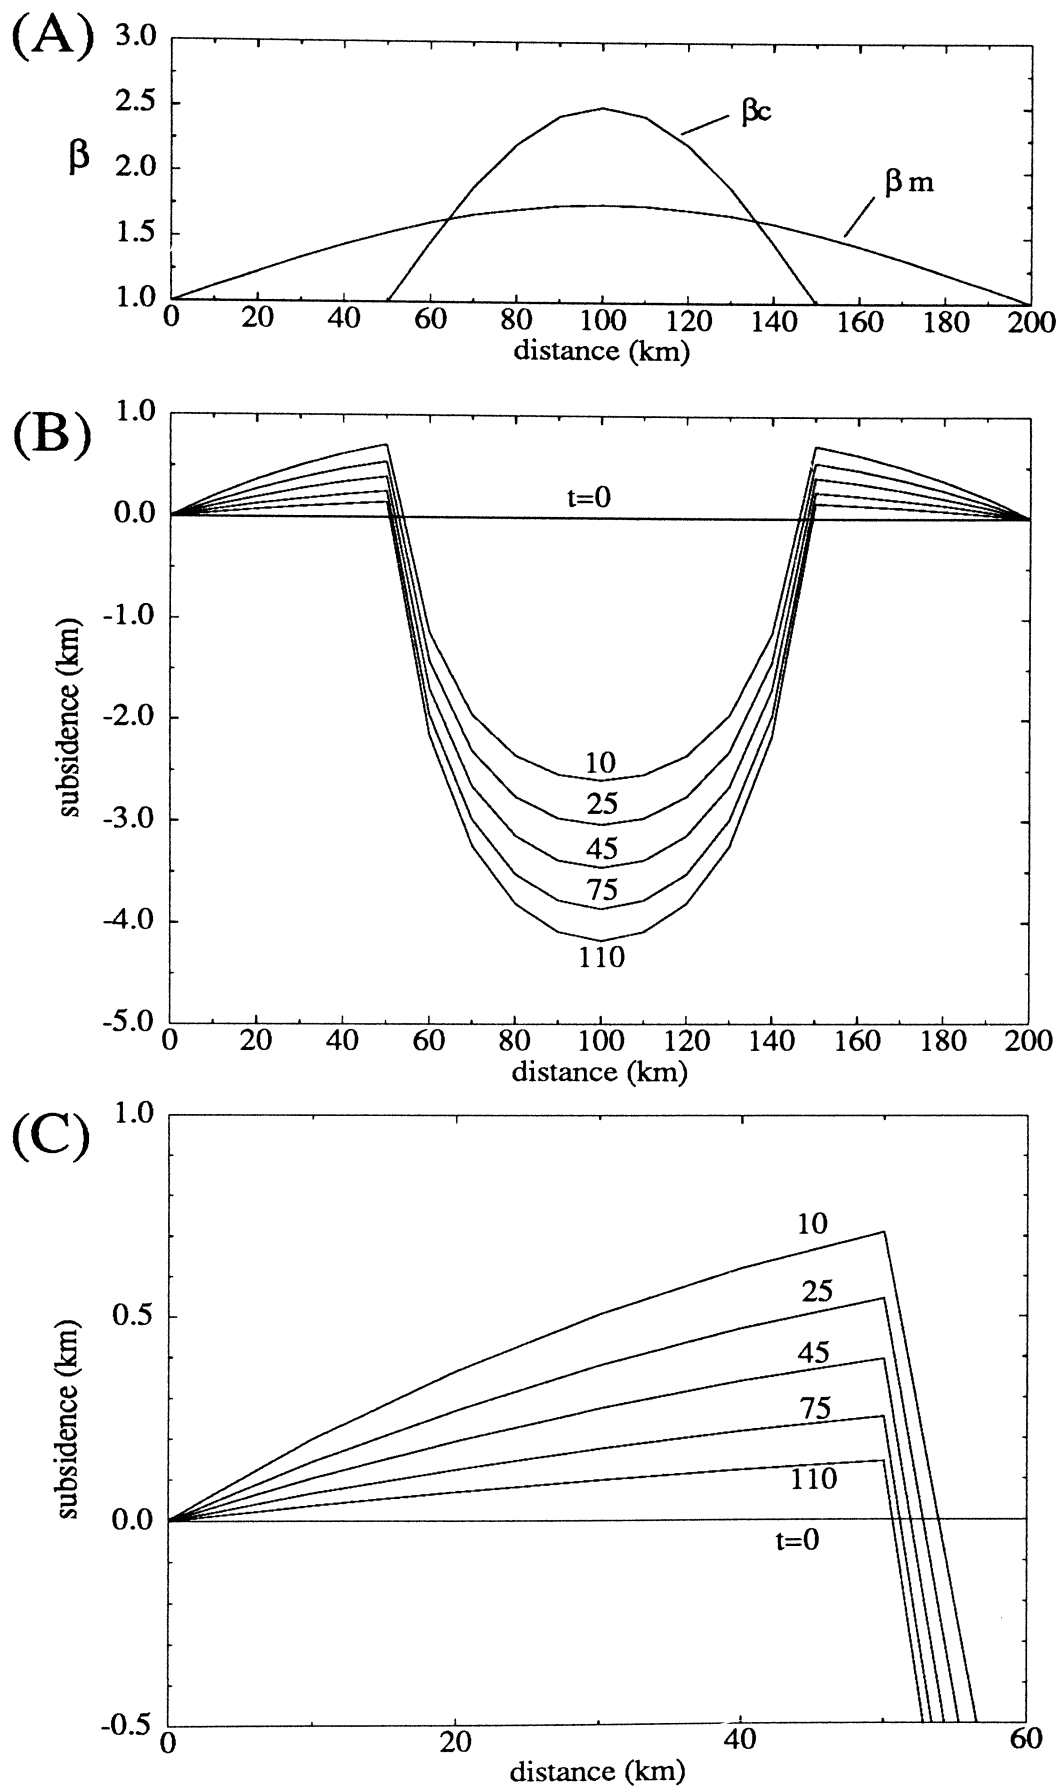 (A)
3.0
2.5
β
2.0
1.5
1.0
βc
β m
0 20 40 60 80 100 120 140 160 180 200
distance (km)
(B)
1.0
0.0
-1.0
-2.0
-3.0
-4.0
-5.0
subsidence (km)
t=0
10
25
45
75
110
0 20 40 60 80 100 120 140 160 180 200
distance (km)
(C)
1.0
0.5
0.0
-0.5
subsidence (km)
10
25
45
75
110
t=0
0 20 40 60
distance (km)